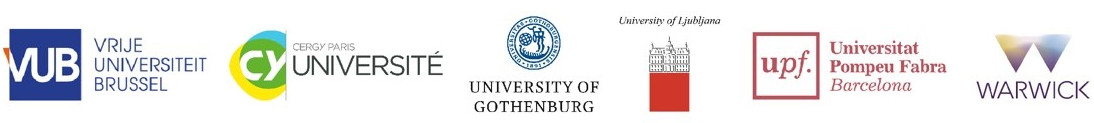 VUB
VRIJE
UNIVERSITEIT
BRUSSEL
CY
CERGY PARIS
UNIVERSITÉ
UNIVERSITY OF
GOTHENBURG
University of Ljubljana
upf.
Universitat
Pompeu Fabra
Barcelona
WARWICK